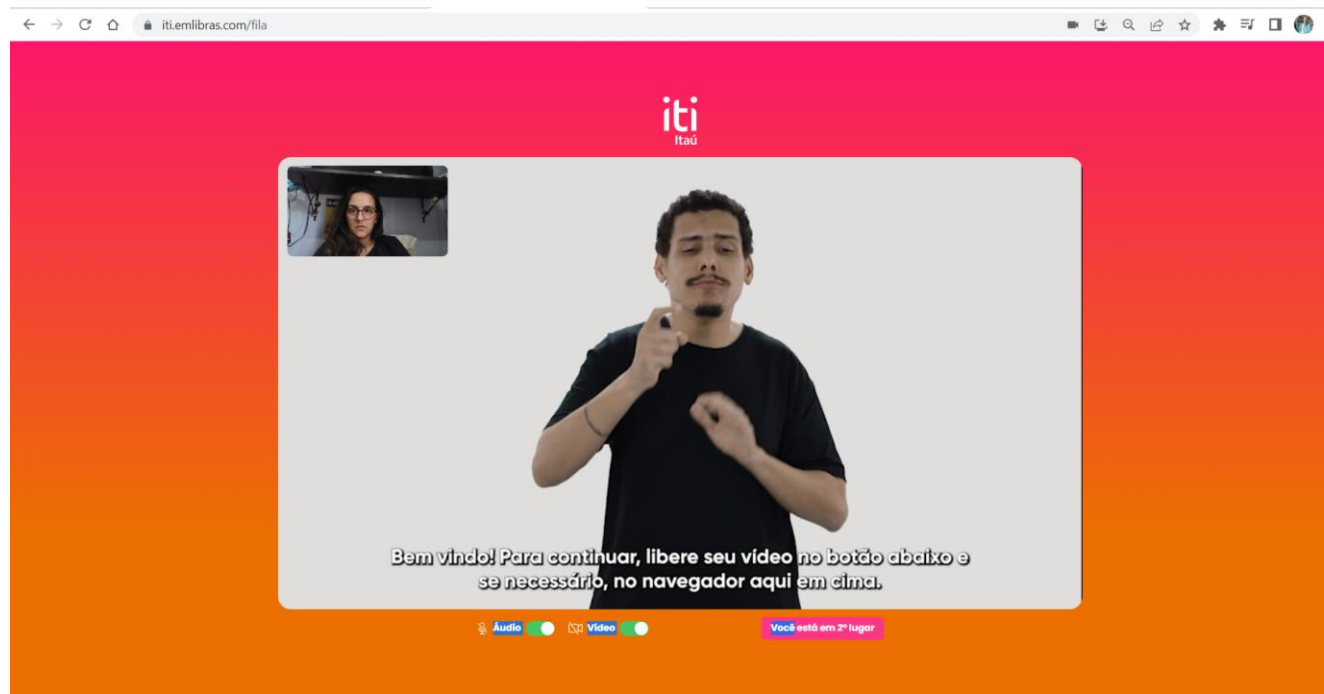 iti.emlibras.com/fila
iti
Itaú
Bem vindo! Para continuar, libere seu vídeo no botão abaixo e
se necessário, no navegador aqui em cima.
Áudio Vídeo Você está em 2º lugar